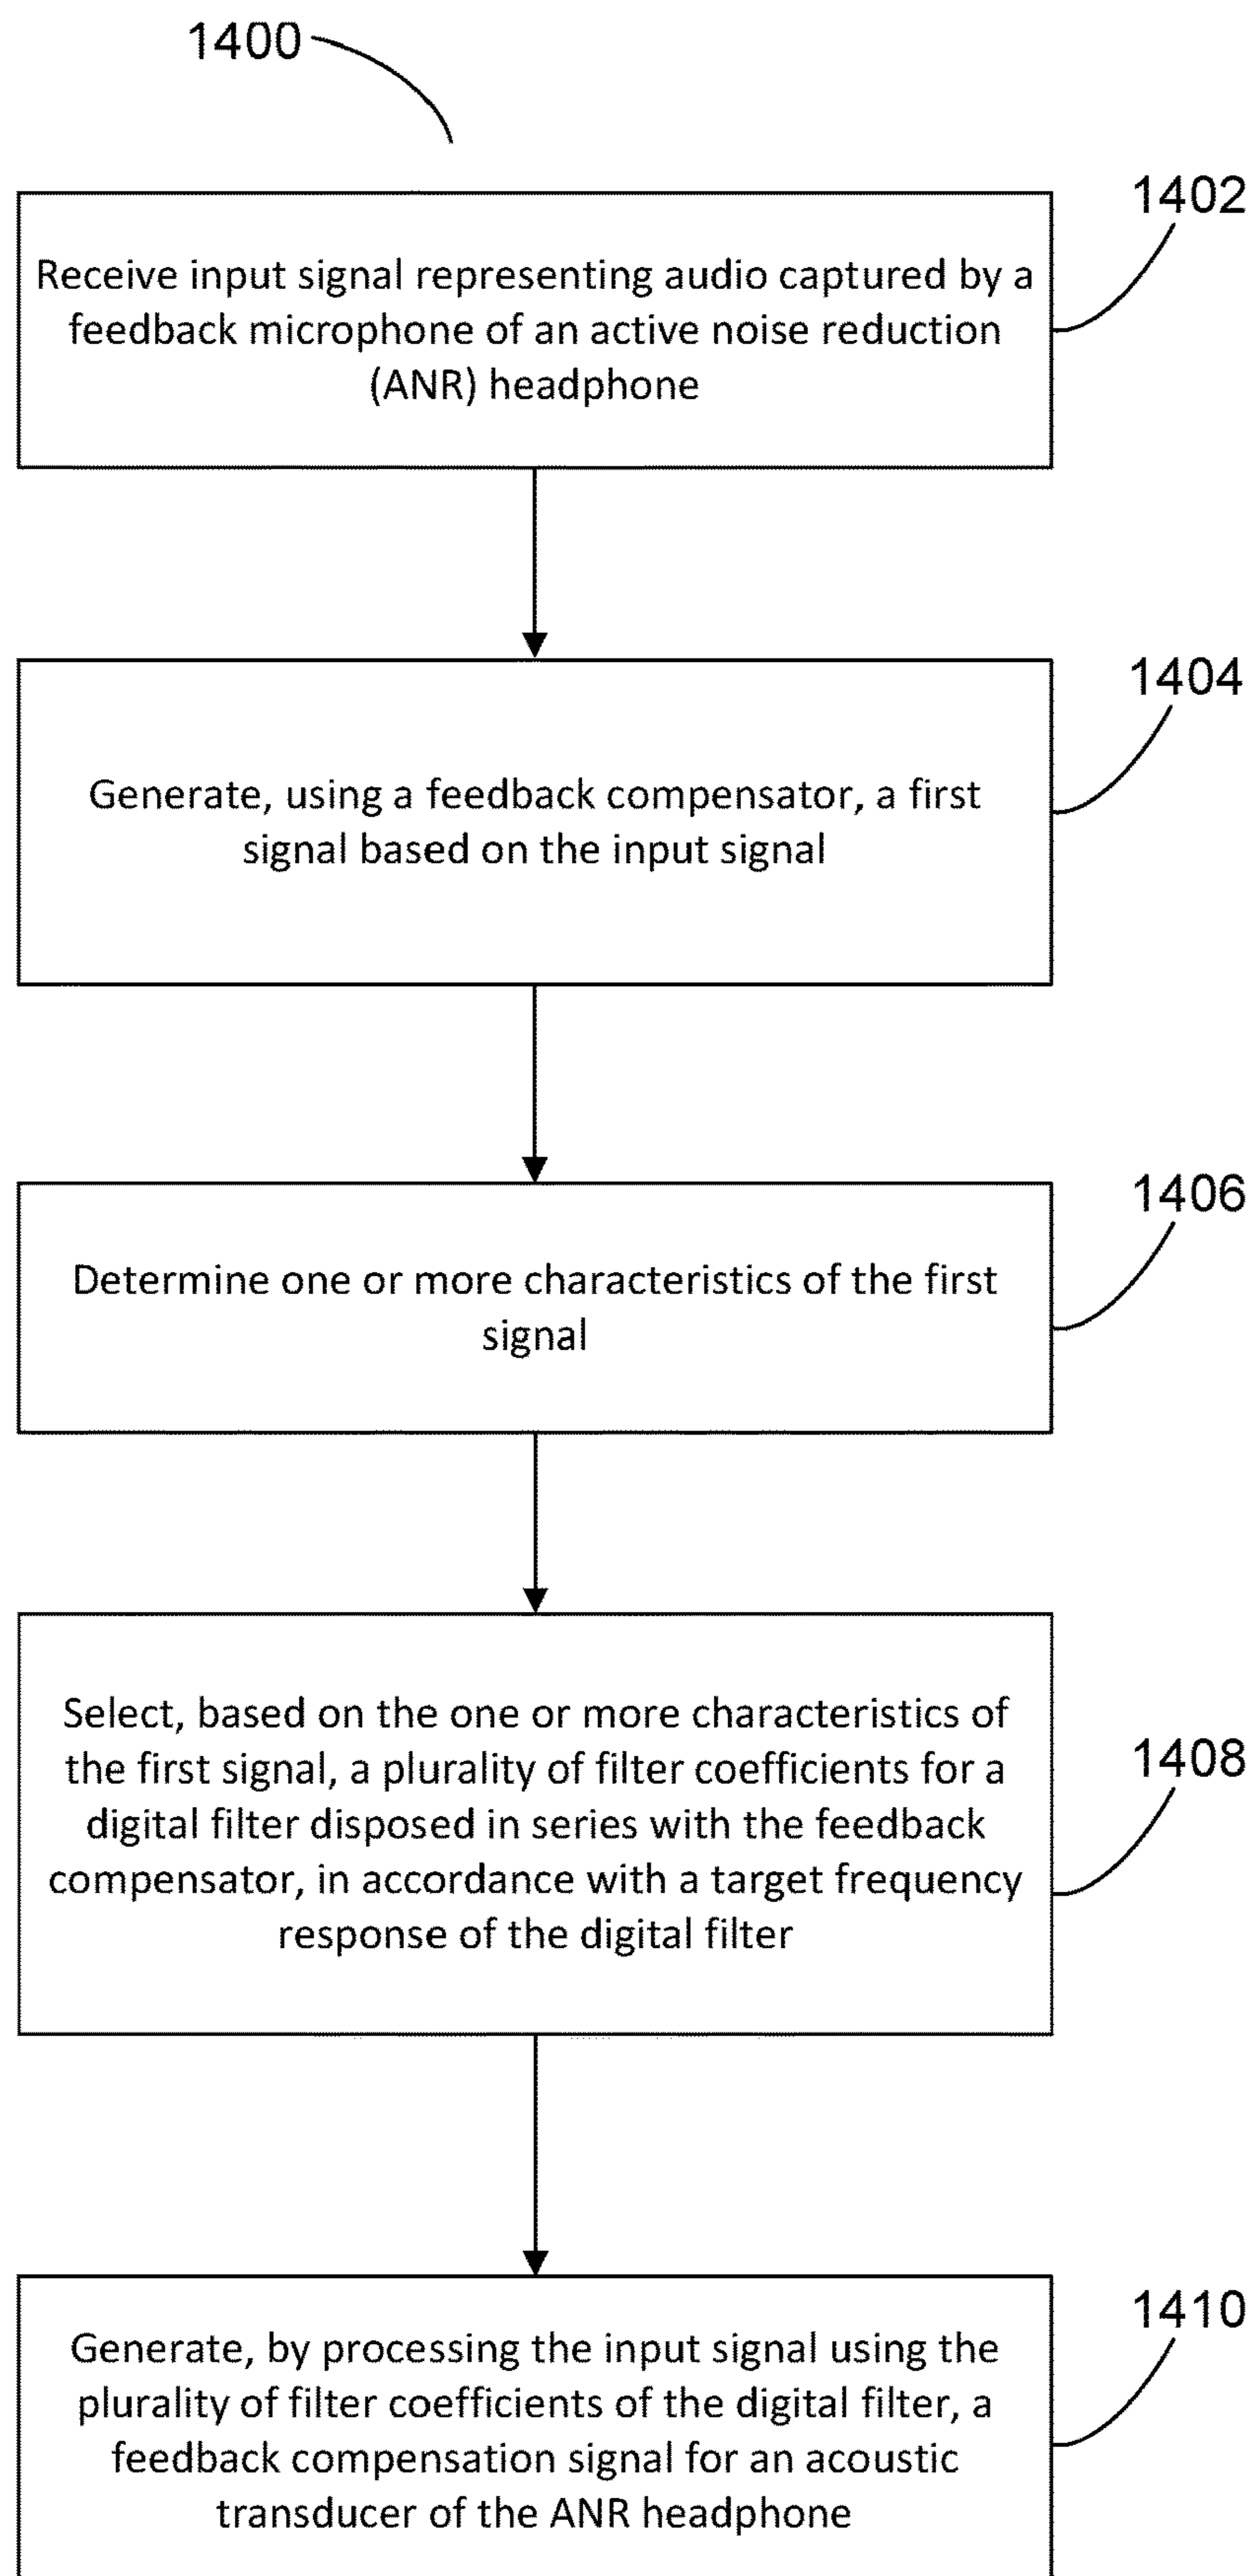 1400
1402
Receive input signal representing audio captured by a
feedback microphone of an active noise reduction
(ANR) headphone
1404
Generate, using a feedback compensator, a first
signal based on the input signal
1406
Determine one or more characteristics of the first
signal
1408
Select, based on the one or more characteristics of
the first signal, a plurality of filter coefficients for a
digital filter disposed in series with the feedback
compensator, in accordance with a target frequency
response of the digital filter
1410
Generate, by processing the input signal using the
plurality of filter coefficients of the digital filter, a
feedback compensation signal for an acoustic
transducer of the ANR headphone